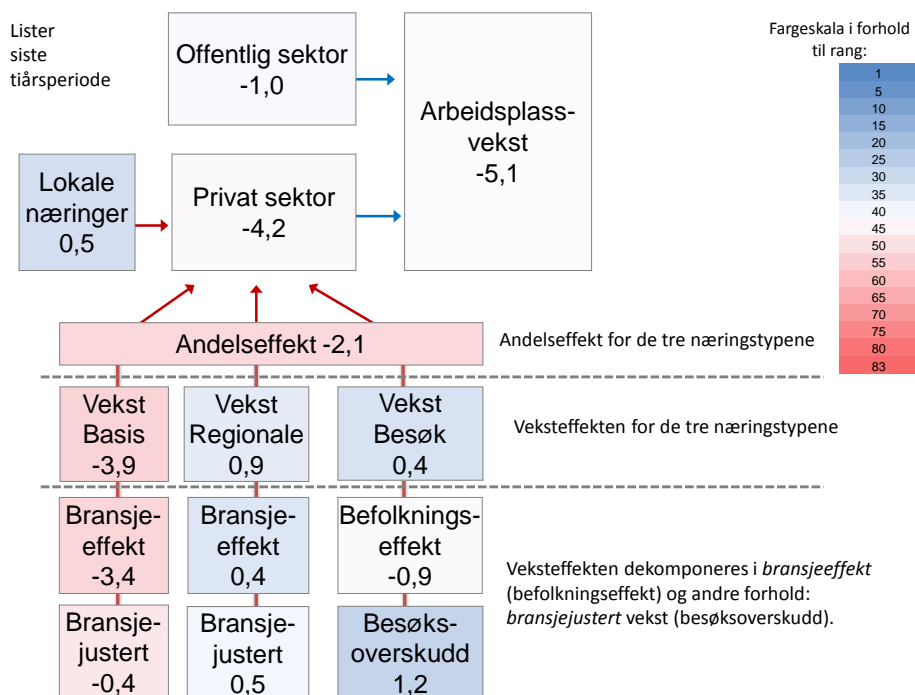 Lister
siste
tiårsperiode
Offentlig sektor
-1,0
Arbeidsplass-
vekst
-5,1
Lokale
næringer
0,5
Privat sektor
-4,2
Fargeskala i forhold
til rang:
1
5
10
15
20
25
30
35
40
45
50
55
60
65
70
75
80
83
Andelseffekt -2,1
Andelseffekt for de tre næringstypene
Vekst
Basis
-3,9
Vekst
Regionale
0,9
Vekst
Besøk
0,4
Veksteffekten for de tre næringstypene
Bransje-
effekt
-3,4
Bransje-
effekt
0,4
Befolknings-
effekt
-0,9
Bransje-
justert
-0,4
Bransje-
justert
0,5
Besøks-
overskudd
1,2
Veksteffekten dekomponeres i bransjeeffekt
(befolkningseffekt) og andre forhold:
bransjejustert vekst (besøksoverskudd).